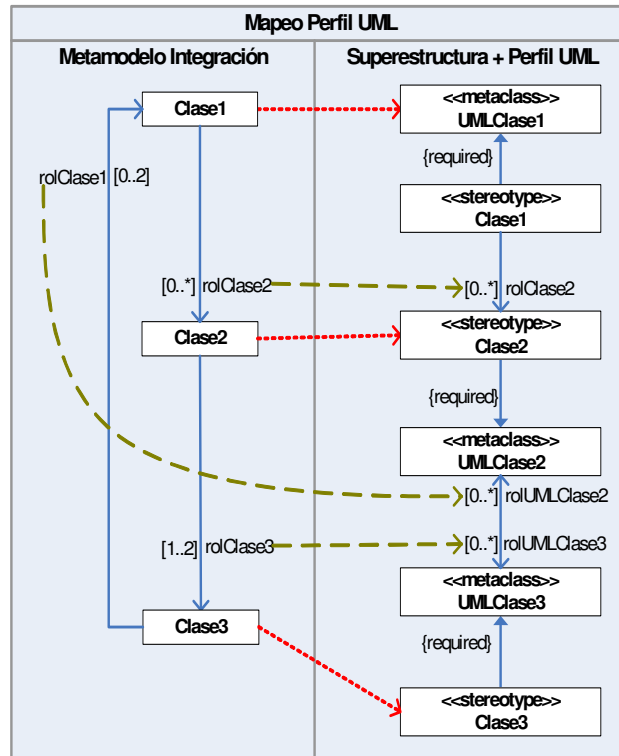 Mapeo Perfil UML
Metamodelo Integración
Superestructura + Perfil UML
Clase1
<<metaclass>>
UMLClase1
{required}
rolClase1 [0..2]
<<stereotype>>
Clase1
[0..*] rolClase2
[0..*] rolClase2
Clase2
<<stereotype>>
Clase2
{required}
<<metaclass>>
UMLClase2
[0..*] rolUMLClase2
[1..2] rolClase3
[0..*] rolUMLClase3
<<metaclass>>
UMLClase3
Clase3
{required}
<<stereotype>>
Clase3